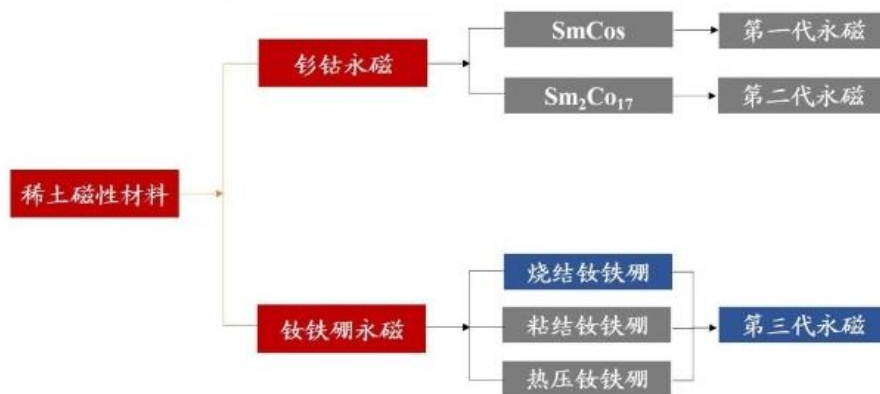 SmCos
第一代永磁
钐钴永磁
Sm₂Co₁₇
第二代永磁
稀土磁性材料
烧结钕铁硼
钕铁硼永磁
粘结钕铁硼
第三代永磁
热压钕铁硼